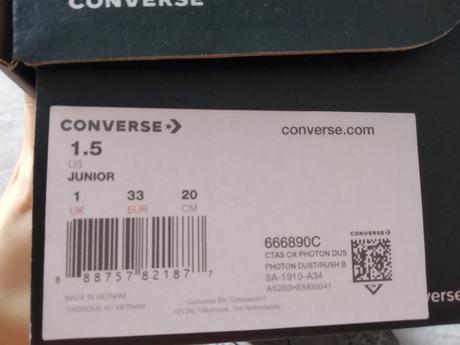 CONVERSE
CONVERSE
converse.com
1.5
US
JUNIOR
1 33 20
UK EUR CM
8 88757 82187 7
666890C
CTAS OX PHOTON DUS
PHOTON DUST/RUSH B
9A-1910-A34
AS283HEM00041
CONVERSE
MADE IN VIETNAM
FABRIQUE AU VIETNAM
Converse BV, Colosseum1
1213NL Hilversum, The Netherlands
verse